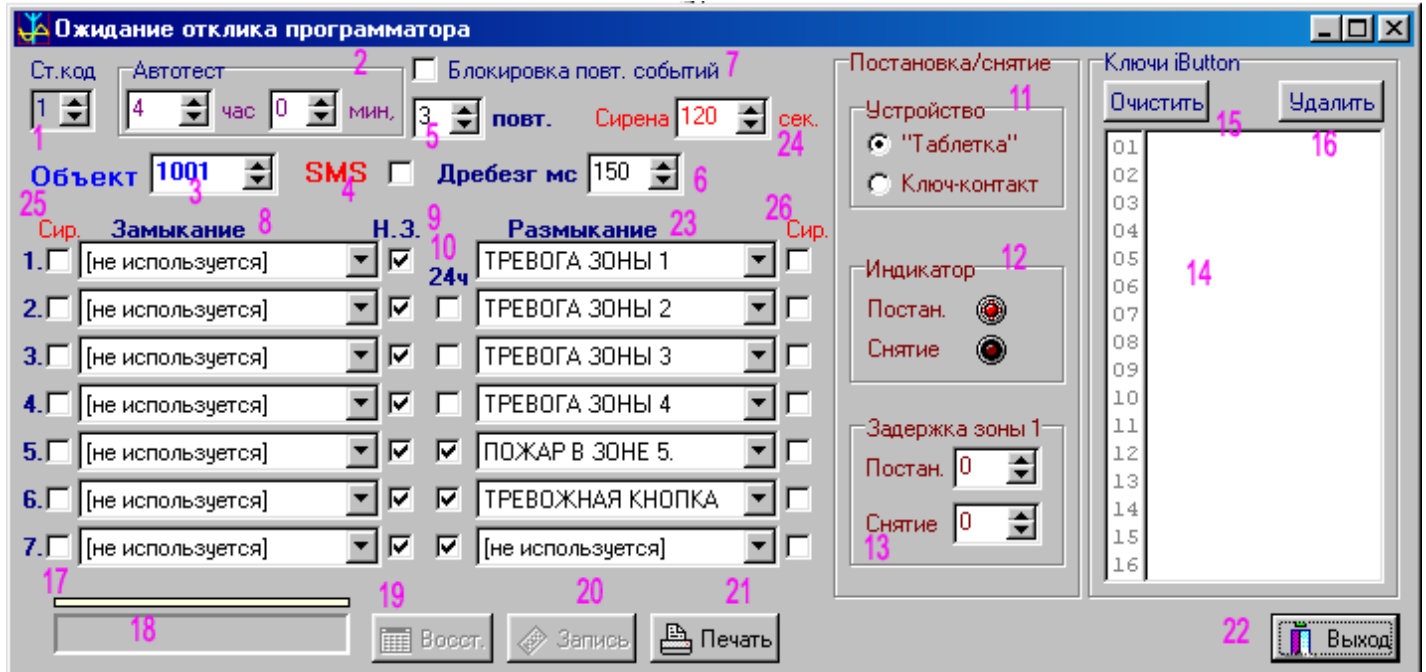 Ожидание отклика программатора
Ст.код Автотест 2 Блокировка повт. событий 7 Постановка/снятие Ключи iButton
1 4 час 0 мин, 3 повт. Сирена 120 сек. Устройство 11 Очистить Удалить
1 5 24 "Таблетка" 15 16
Объект 1001 SMS Дребезг мс 150 6 Ключ-контакт
3 4
25 8 9 23 26
Сир. Замыкание Н.З. Размыкание Сир.
10
24ч
1. [не используется] ТРЕВОГА ЗОНЫ 1
2. [не используется] ТРЕВОГА ЗОНЫ 2
3. [не используется] ТРЕВОГА ЗОНЫ 3
4. [не используется] ТРЕВОГА ЗОНЫ 4
5. [не используется] ПОЖАР В ЗОНЕ 5.
6. [не используется] ТРЕВОЖНАЯ КНОПКА
7. [не используется] [не используется]
Индикатор 12
Постан.
Снятие
Задержка зоны 1
Постан. 0
Снятие 0
13
01
02
03
04
05
06
07
08
09
10
11
12
13
14
15
16
14
17 19 20 21
18 Восст. Запись Печать 22 Выход